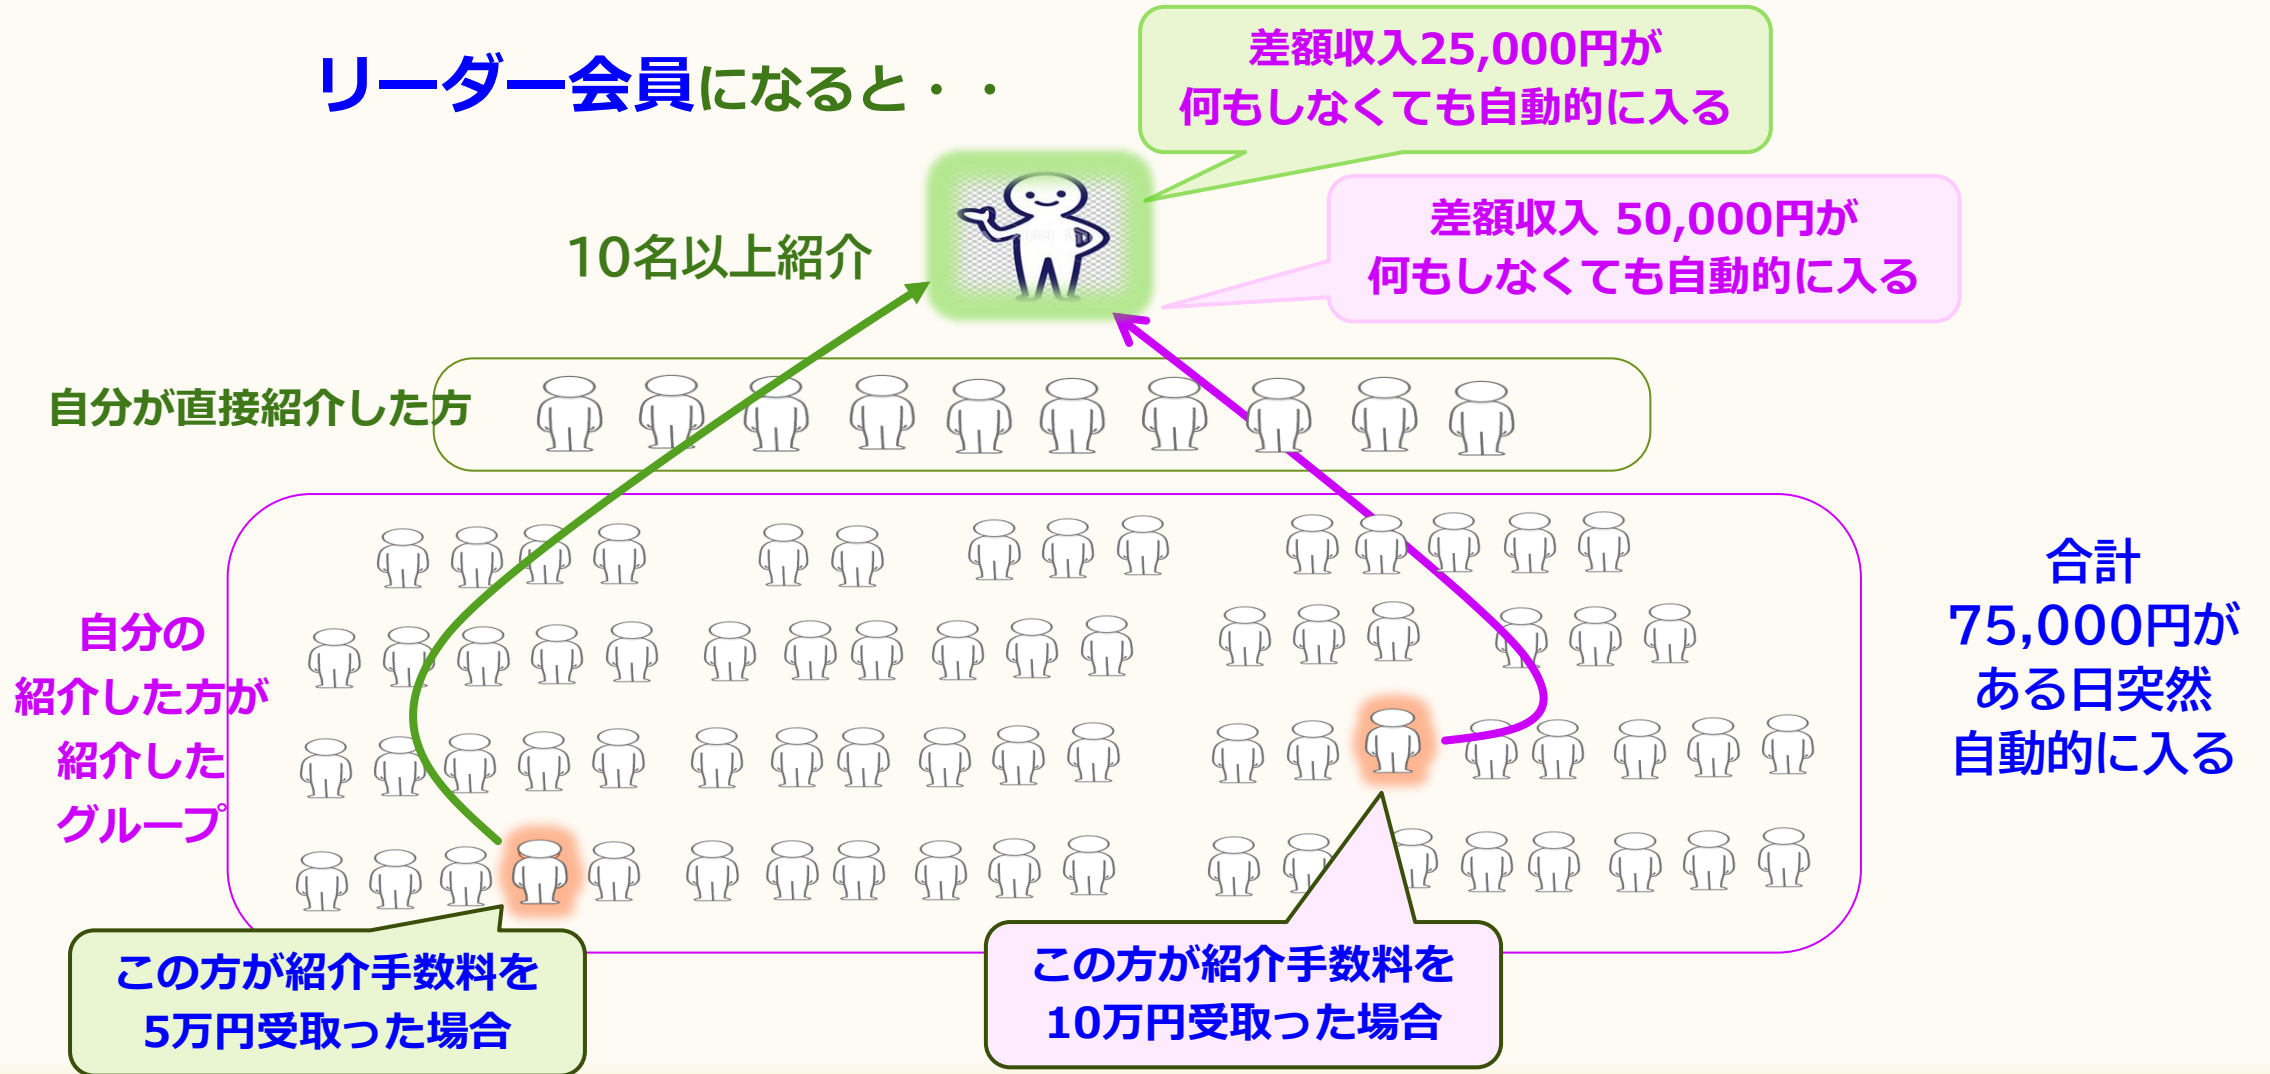 リーダー会員になると・・
差額収入25,000円が
何もしなくても自動的に入る
10名以上紹介
差額収入 50,000円が
何もしなくても自動的に入る
自分が直接紹介した方
自分の
紹介した方が
紹介した
グループ
合計
75,000円が
ある日突然
自動的に入る
この方が紹介手数料を
5万円受取った場合
この方が紹介手数料を
10万円受取った場合